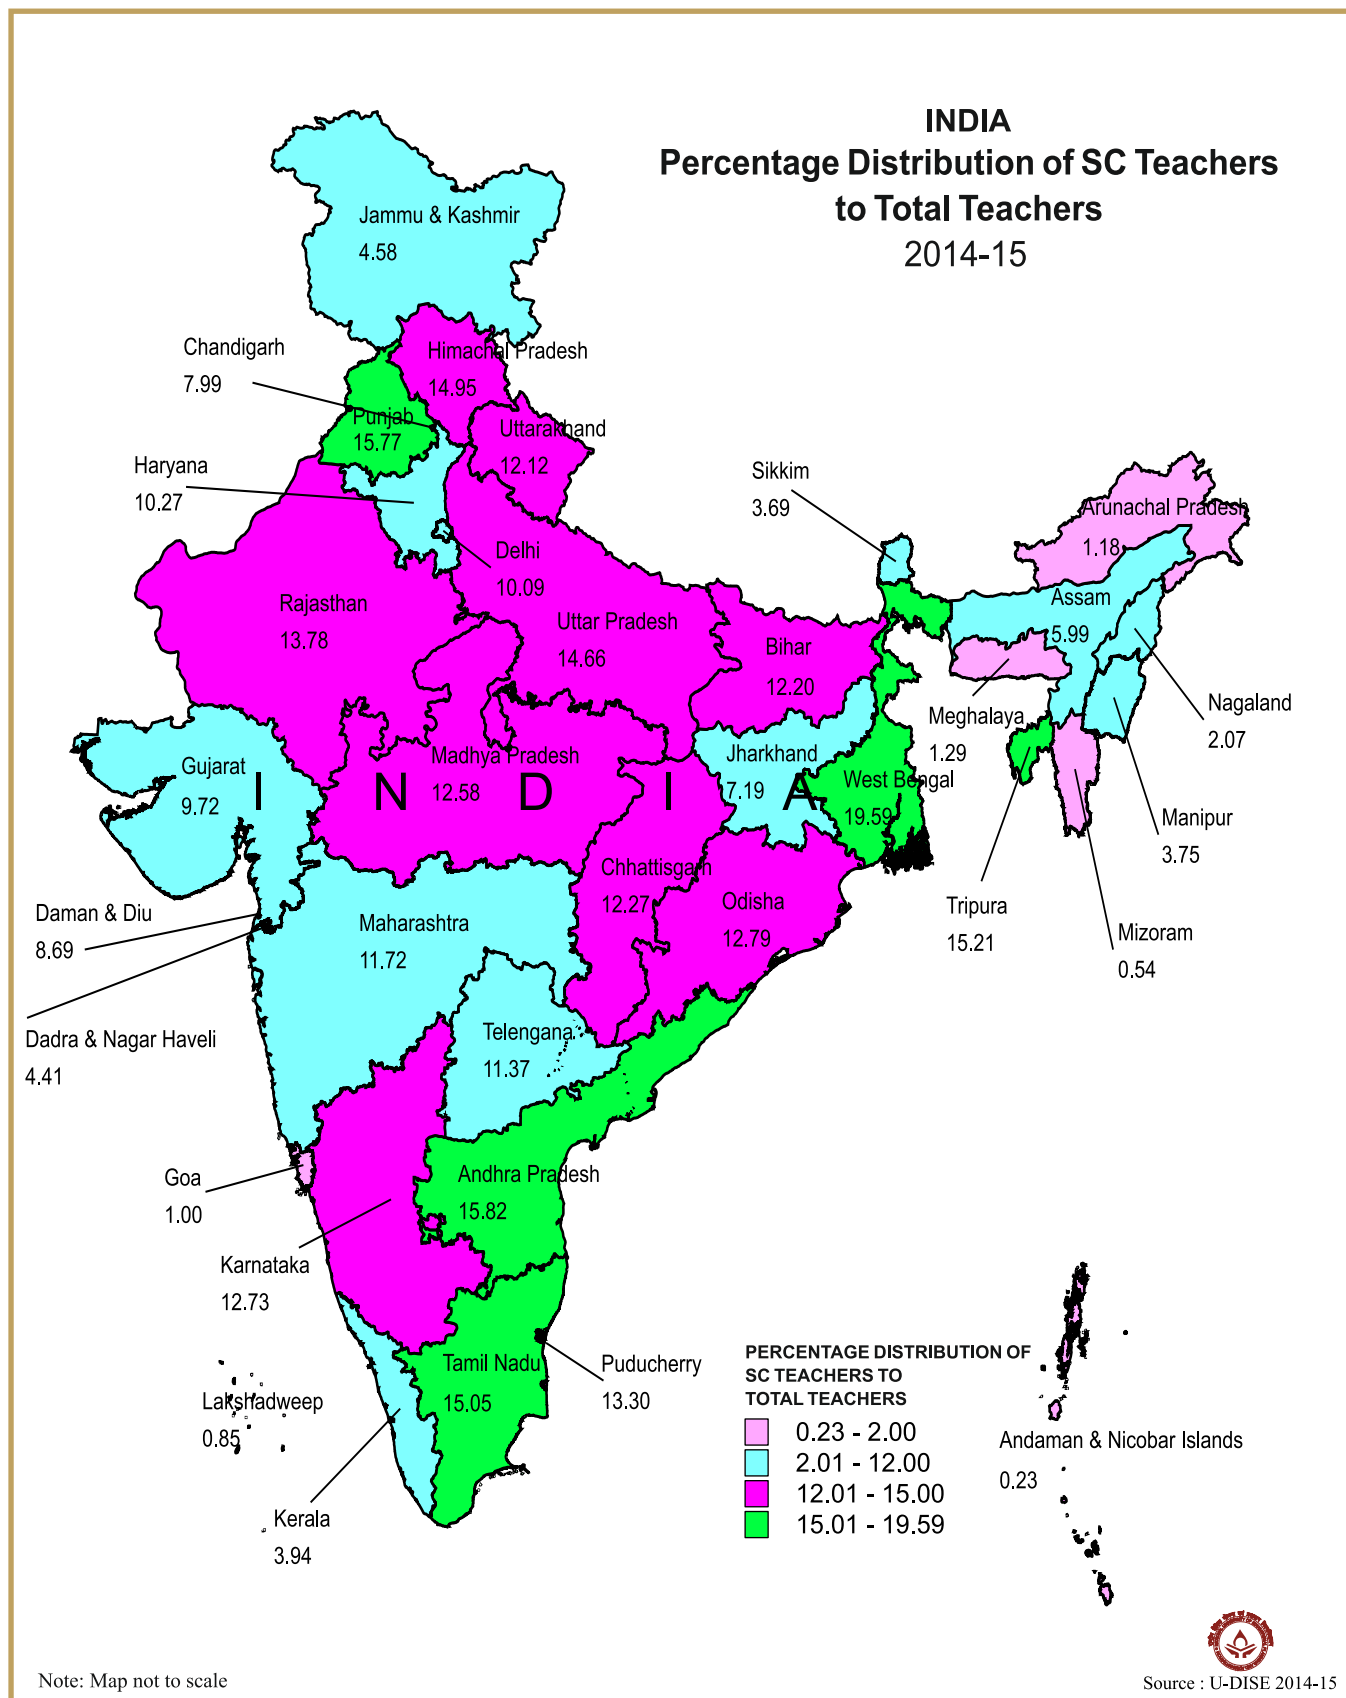 INDIA
Percentage Distribution of SC Teachers
to Total Teachers
2014-15
Jammu & Kashmir
4.58
Chandigarh
7.99
Himachal Pradesh
14.95
Punjab
15.77
Uttarakhand
12.12
Haryana
10.27
Sikkim
3.69
Arunachal Pradesh
1.18
Delhi
10.09
Rajasthan
13.78
Uttar Pradesh
14.66
Bihar
12.20
Assam
5.99
Nagaland
2.07
Meghalaya
1.29
Gujarat
9.72
Madhya Pradesh
12.58
Jharkhand
7.19
West Bengal
19.59
I N D I A
Manipur
3.75
Chhattisgarh
12.27
Odisha
12.79
Tripura
15.21
Mizoram
0.54
Daman & Diu
8.69
Maharashtra
11.72
Dadra & Nagar Haveli
4.41
Telengana
11.37
Goa
1.00
Andhra Pradesh
15.82
Karnataka
12.73
Tamil Nadu
15.05
Puducherry
13.30
Lakshadweep
0.85
Kerala
3.94
PERCENTAGE DISTRIBUTION OF
SC TEACHERS TO
TOTAL TEACHERS
0.23 - 2.00
2.01 - 12.00
12.01 - 15.00
15.01 - 19.59
Andaman & Nicobar Islands
0.23
Note: Map not to scale
Source : U-DISE 2014-15